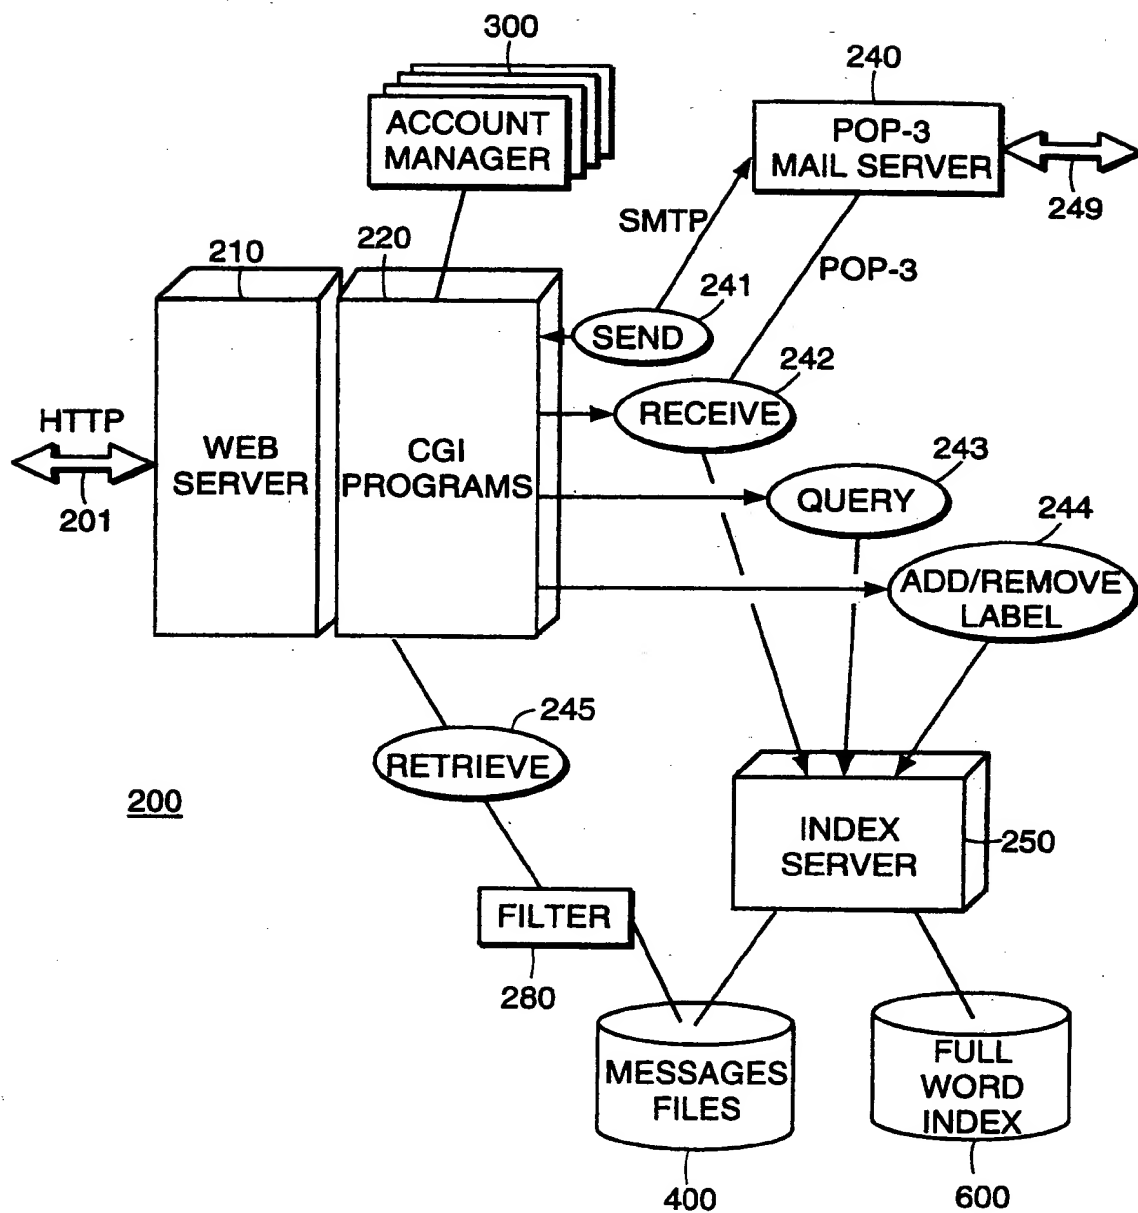 300
240
ACCOUNT
MANAGER
POP-3
MAIL SERVER
249
SMTP
POP-3
210
220
241
SEND
242
RECEIVE
HTTP
201
WEB
SERVER
CGI
PROGRAMS
243
QUERY
244
ADD/REMOVE
LABEL
245
RETRIEVE
200
INDEX
SERVER
250
FILTER
280
MESSAGES
FILES
400
FULL
WORD
INDEX
600